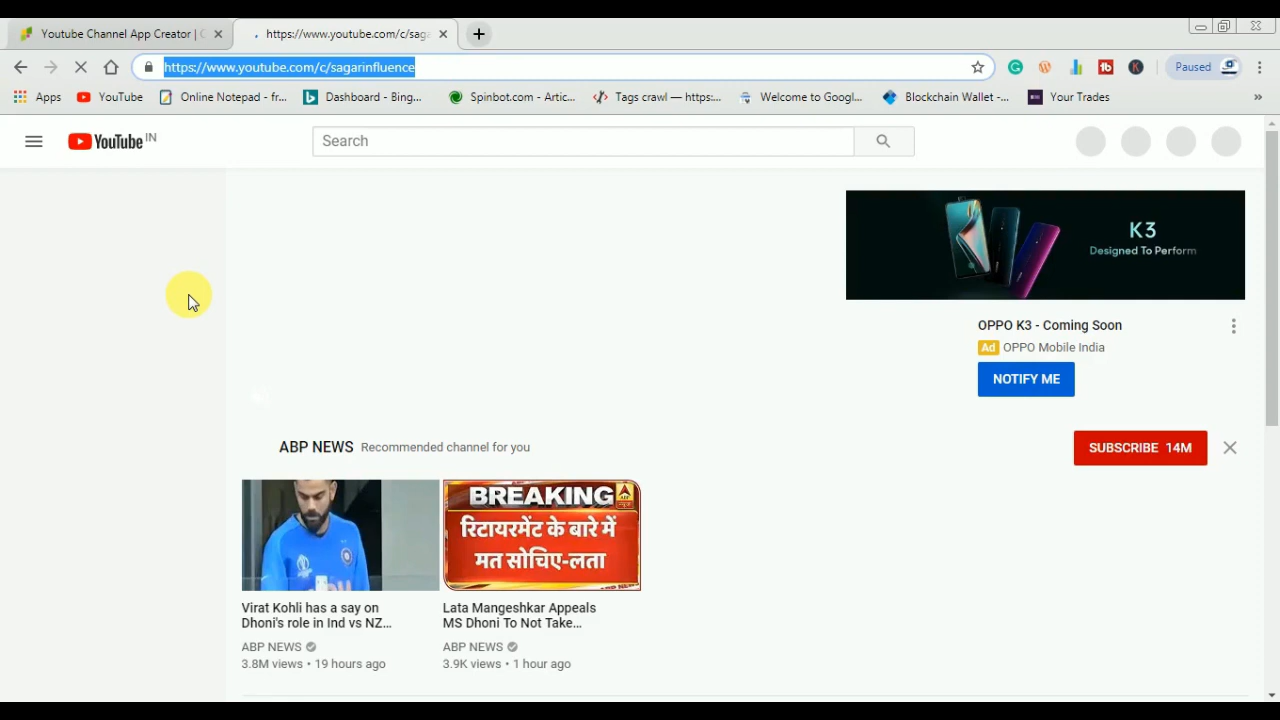 Youtube Channel App Creator | C
https://www.youtube.com/c/saga
https://www.youtube.com/c/sagarinfluence
Paused
Apps
YouTube
Online Notepad - fr...
Dashboard - Bing...
Spinbot.com - Artic...
Tags crawl — https:...
Welcome to Googl...
Blockchain Wallet -...
Your Trades
»
YouTube IN
Search
K3
Designed To Perform
OPPO K3 - Coming Soon
Ad OPPO Mobile India
NOTIFY ME
ABP NEWS Recommended channel for you
SUBSCRIBE 14M
BREAKING
रिटायरमेंट के बारे में
मत सोचिए-लता
Virat Kohli has a say on
Dhoni's role in Ind vs NZ...
ABP NEWS
3.8M views • 19 hours ago
Lata Mangeshkar Appeals
MS Dhoni To Not Take...
ABP NEWS
3.9K views • 1 hour ago